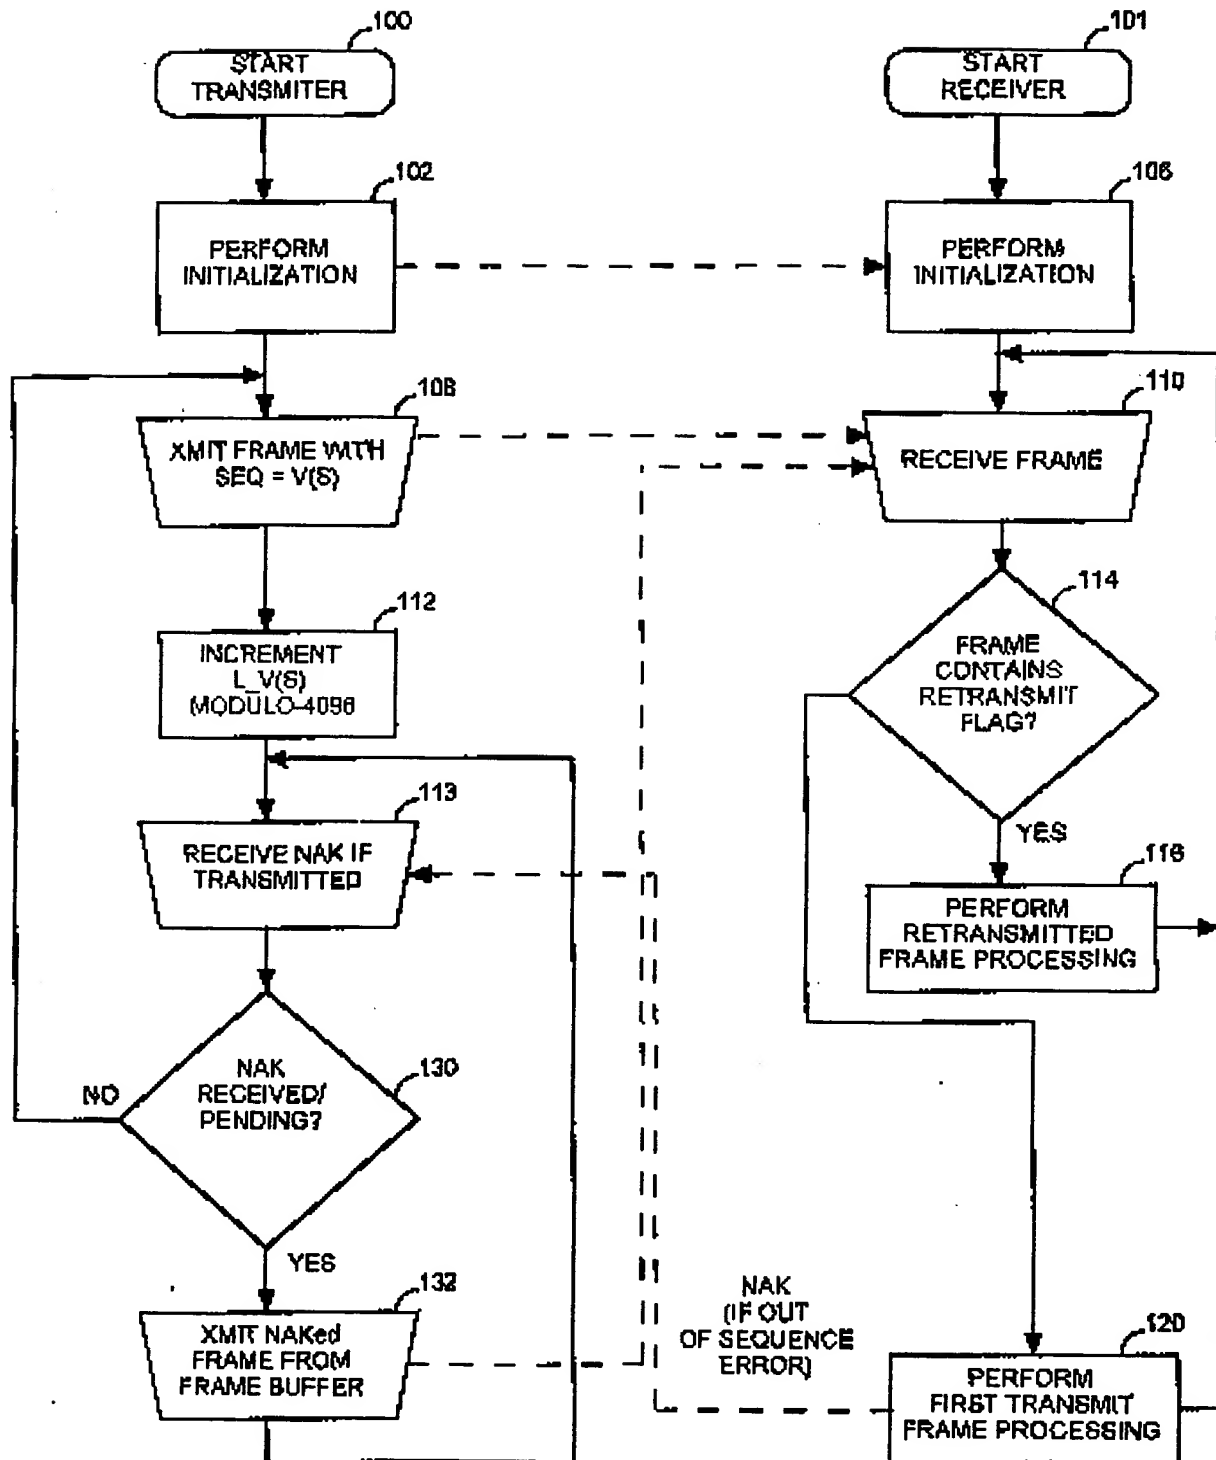 100
START
TRANSMITER
101
START
RECEIVER
102
PERFORM
INITIALIZATION
106
PERFORM
INITIALIZATION
108
XMIT FRAME WITH
SEQ = V(S)
110
RECEIVE FRAME
112
INCREMENT
L_V(S)
MODULO-4096
114
FRAME
CONTAINS
RETRANSMIT
FLAG?
YES
113
RECEIVE NAK IF
TRANSMITTED
116
PERFORM
RETRANSMITTED
FRAME PROCESSING
130
NAK
RECEIVED/
PENDING?
NO
YES
132
XMIT NAKed
FRAME FROM
FRAME BUFFER
NAK
(IF OUT
OF SEQUENCE
ERROR)
120
PERFORM
FIRST TRANSMIT
FRAME PROCESSING